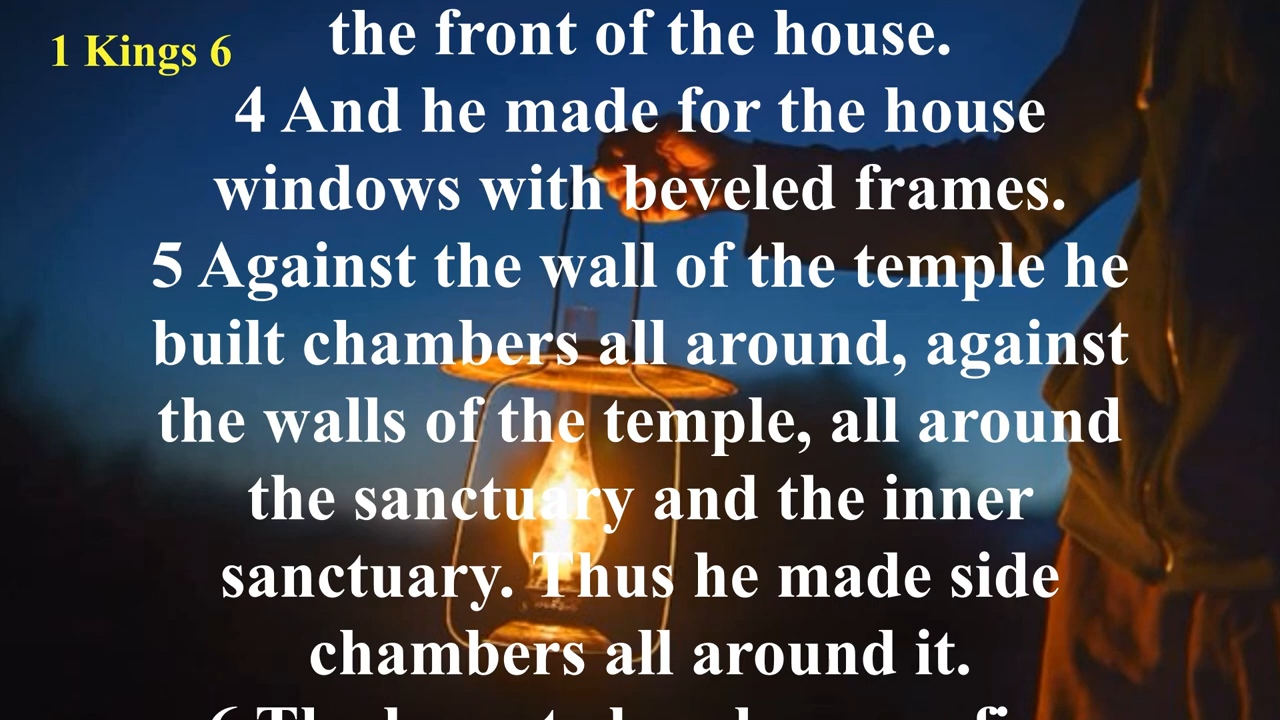 1 Kings 6
the front of the house.
4 And he made for the house
windows with beveled frames.
5 Against the wall of the temple he
built chambers all around, against
the walls of the temple, all around
the sanctuary and the inner
sanctuary. Thus he made side
chambers all around it.
6